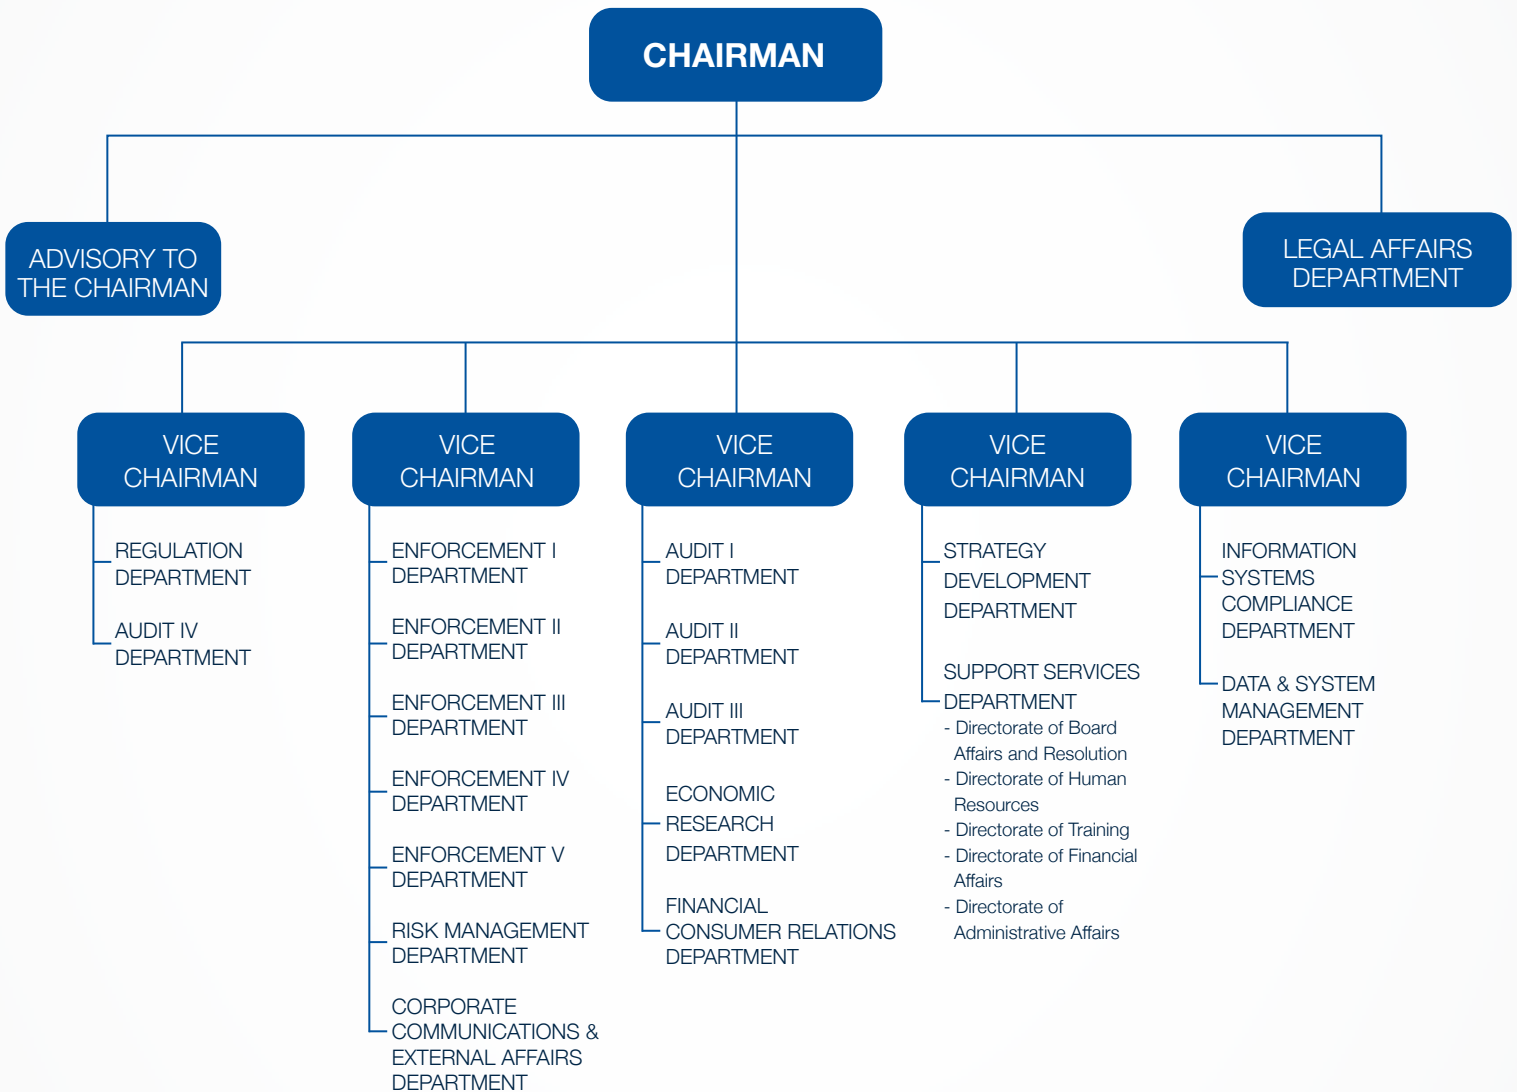 CHAIRMAN
ADVISORY TO
THE CHAIRMAN
LEGAL AFFAIRS
DEPARTMENT
VICE
CHAIRMAN
REGULATION
DEPARTMENT
AUDIT IV
DEPARTMENT
VICE
CHAIRMAN
ENFORCEMENT I
DEPARTMENT
ENFORCEMENT II
DEPARTMENT
ENFORCEMENT III
DEPARTMENT
ENFORCEMENT IV
DEPARTMENT
ENFORCEMENT V
DEPARTMENT
RISK MANAGEMENT
DEPARTMENT
CORPORATE
COMMUNICATIONS &
EXTERNAL AFFAIRS
DEPARTMENT
VICE
CHAIRMAN
AUDIT I
DEPARTMENT
AUDIT II
DEPARTMENT
AUDIT III
DEPARTMENT
ECONOMIC
RESEARCH
DEPARTMENT
FINANCIAL
CONSUMER RELATIONS
DEPARTMENT
VICE
CHAIRMAN
STRATEGY
DEVELOPMENT
DEPARTMENT
SUPPORT SERVICES
DEPARTMENT
- Directorate of Board
Affairs and Resolution
- Directorate of Human
Resources
- Directorate of Training
- Directorate of Financial
Affairs
- Directorate of
Administrative Affairs
VICE
CHAIRMAN
INFORMATION
SYSTEMS
COMPLIANCE
DEPARTMENT
DATA & SYSTEM
MANAGEMENT
DEPARTMENT